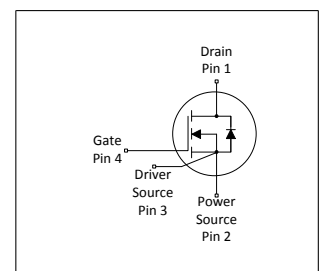 Drain
Pin 1
Gate
Pin 4
Driver
Source
Pin 3
Power
Source
Pin 2